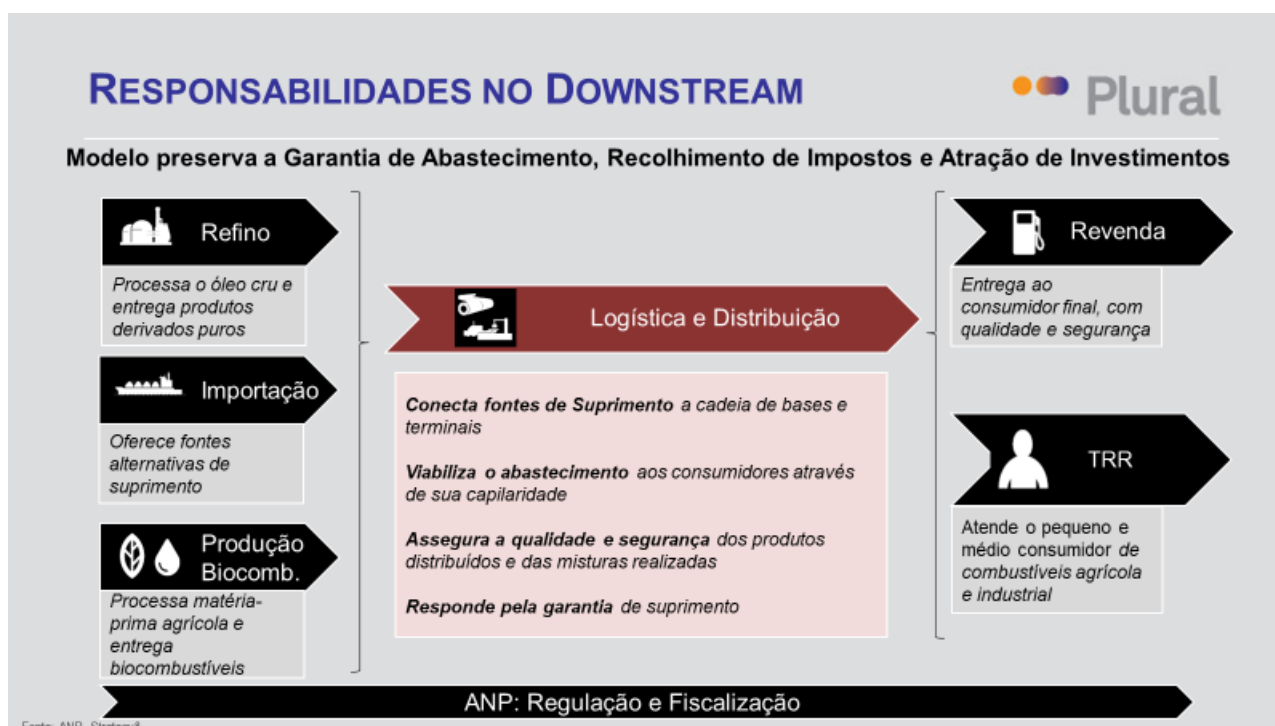 RESPONSABILIDADES NO DOWNSTREAM
Plural
Modelo preserva a Garantia de Abastecimento, Recolhimento de Impostos e Atração de Investimentos
Refino
Processa o óleo cru e
entrega produtos
derivados puros
Importação
Oferece fontes
alternativas de
suprimento
Produção
Biocomb.
Processa matéria-
prima agrícola e
entrega
biocombustíveis
Logística e Distribuição
Conecta fontes de Suprimento a cadeia de bases e
terminais
Viabiliza o abastecimento aos consumidores através
de sua capilaridade
Assegura a qualidade e segurança dos produtos
distribuídos e das misturas realizadas
Responde pela garantia de suprimento
Revenda
Entrega ao
consumidor final, com
qualidade e segurança
TRR
Atende o pequeno e
médio consumidor de
combustíveis agrícola
e industrial
ANP: Regulação e Fiscalização
Fonte: ANP,